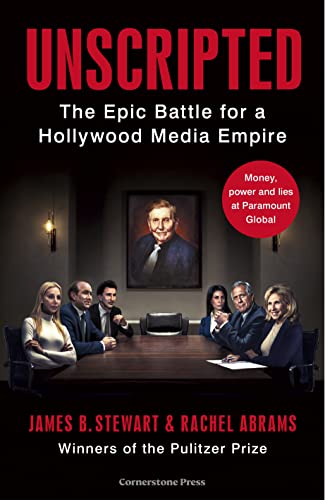 UNSCRIPTED
The Epic Battle for a
Hollywood Media Empire
Money,
power and lies
at Paramount
Global
JAMES B. STEWART & RACHEL ABRAMS
Winners of the Pulitzer Prize
Cornerstone Press